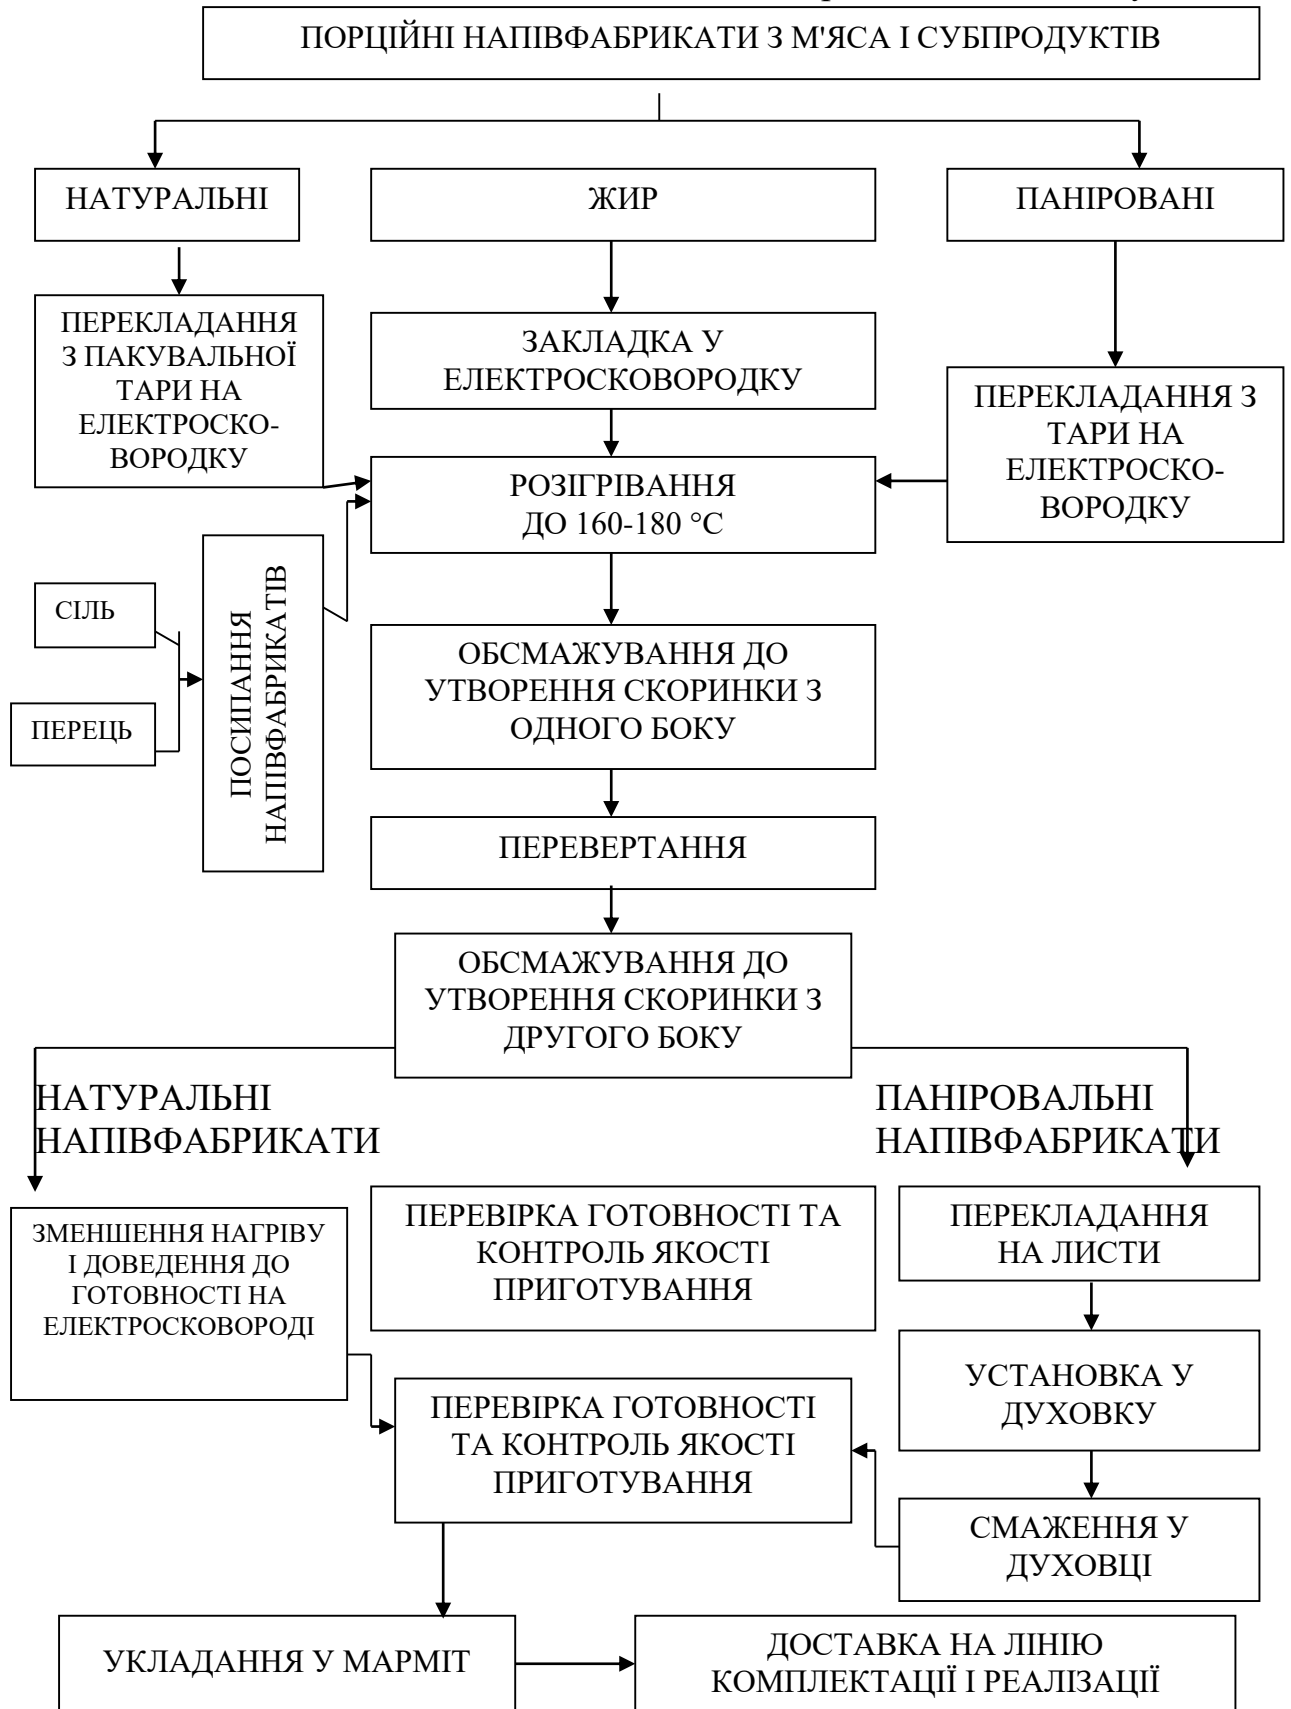 ПОРЦІЙНІ НАПІВФАБРИКАТИ З М'ЯСА І СУБПРОДУКТІВ
НАТУРАЛЬНІ
ЖИР
ПАНІРОВАНІ
ПЕРЕКЛАДАННЯ
З ПАКУВАЛЬНОЇ
ТАРИ НА
ЕЛЕКТРОСКО-
ВОРОДКУ
ЗАКЛАДКА У
ЕЛЕКТРОСКОВОРОДКУ
ПЕРЕКЛАДАННЯ З
ТАРИ НА
ЕЛЕКТРОСКО-
ВОРОДКУ
РОЗІГРІВАННЯ
ДО 160-180 °С
СІЛЬ
ПЕРЕЦЬ
ПОСИПАННЯ
НАПІВФАБРИКАТІВ
ОБСМАЖУВАННЯ ДО
УТВОРЕННЯ СКОРИНКИ З
ОДНОГО БОКУ
ПЕРЕВЕРТАННЯ
ОБСМАЖУВАННЯ ДО
УТВОРЕННЯ СКОРИНКИ З
ДРУГОГО БОКУ
НАТУРАЛЬНІ
НАПІВФАБРИКАТИ
ПАНІРОВАЛЬНІ
НАПІВФАБРИКАТИ
ЗМЕНШЕННЯ НАГРІВУ
І ДОВЕДЕННЯ ДО
ГОТОВНОСТІ НА
ЕЛЕКТРОСКОВОРОДІ
ПЕРЕВІРКА ГОТОВНОСТІ ТА
КОНТРОЛЬ ЯКОСТІ
ПРИГОТУВАННЯ
ПЕРЕКЛАДАННЯ
НА ЛИСТИ
УСТАНОВКА У
ДУХОВКУ
ПЕРЕВІРКА ГОТОВНОСТІ
ТА КОНТРОЛЬ ЯКОСТІ
ПРИГОТУВАННЯ
СМАЖЕННЯ У
ДУХОВЦІ
УКЛАДАННЯ У МАРМІТ
ДОСТАВКА НА ЛІНІЮ
КОМПЛЕКТАЦІЇ І РЕАЛІЗАЦІЇ